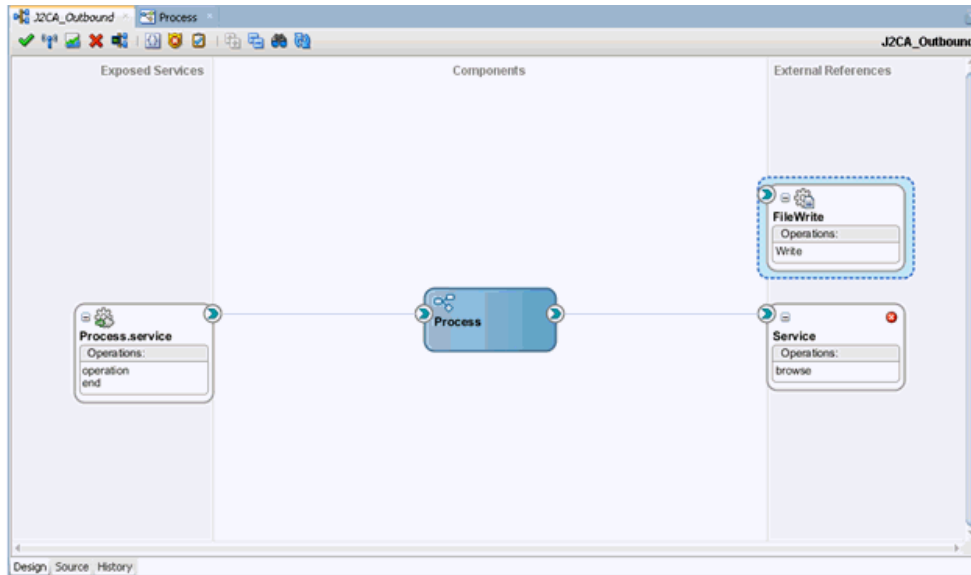 J2CA_Outbound Process
J2CA_Outbound
Exposed Services Components External References
FileWrite
Operations:
Write
Process
Process.service
Operations:
operation
end
Service
Operations:
browse
Design Source History